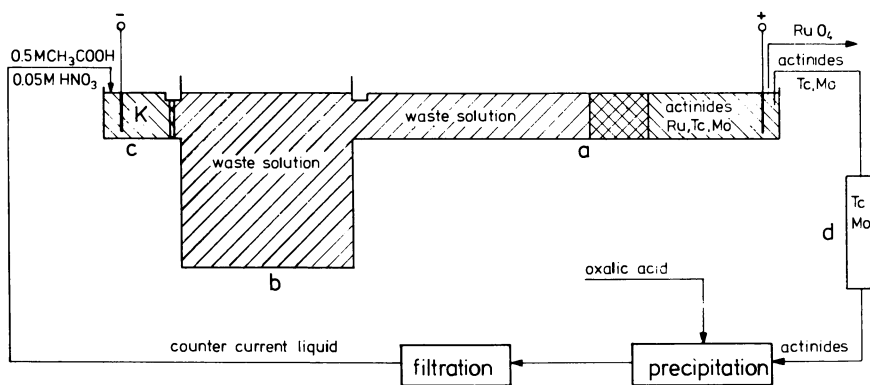 −
+
RuO₄
0.5MCH₃COOH
0.05M HNO₃
actinides
Tc,Mo
K
waste solution
actinides
Ru,Tc,Mo
c
a
waste solution
b
Tc
Mo
d
oxalic acid
counter current liquid
filtration
precipitation
actinides